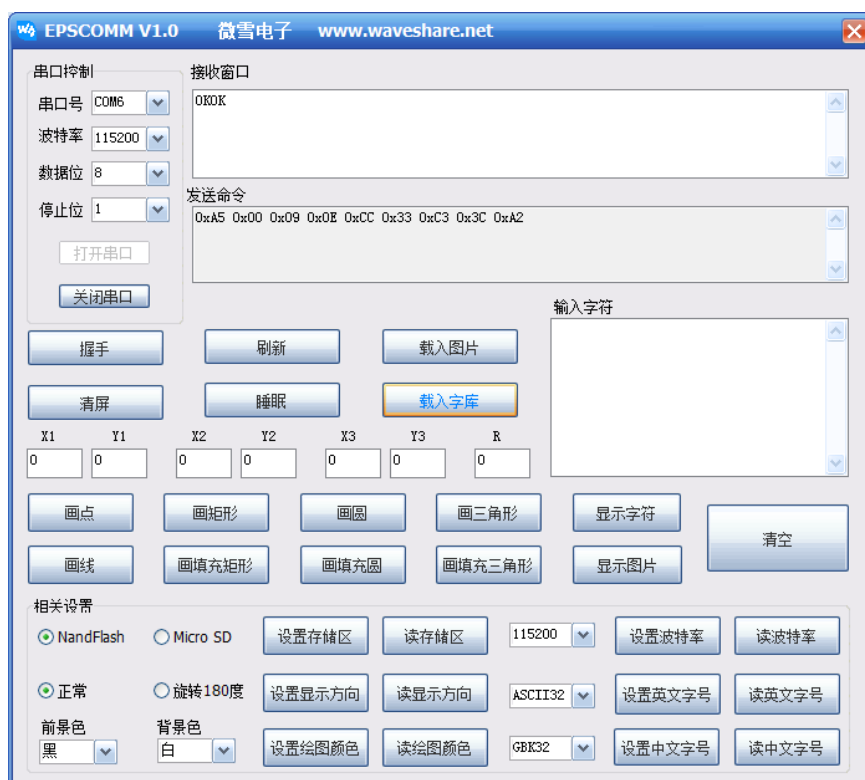 EPSCOMM V1.0 微雪电子 www.waveshare.net
串口控制
串口号 COM6
波特率 115200
数据位 8
停止位 1
打开串口
关闭串口
接收窗口
OKOK
发送命令
0xA5 0x00 0x09 0x0E 0xCC 0x33 0xC3 0x3C 0xA2
输入字符
握手 刷新 载入图片
清屏 睡眠 载入字库
X1 Y1 X2 Y2 X3 Y3 R
0 0 0 0 0 0 0
画点 画矩形 画圆 画三角形 显示字符
清空
画线 画填充矩形 画填充圆 画填充三角形 显示图片
相关设置
NandFlash Micro SD 设置存储区 读存储区 115200 设置波特率 读波特率
正常 旋转180度 设置显示方向 读显示方向 ASCII32 设置英文字号 读英文字号
前景色 背景色
黑 白 设置绘图颜色 读绘图颜色 GBK32 设置中文字号 读中文字号